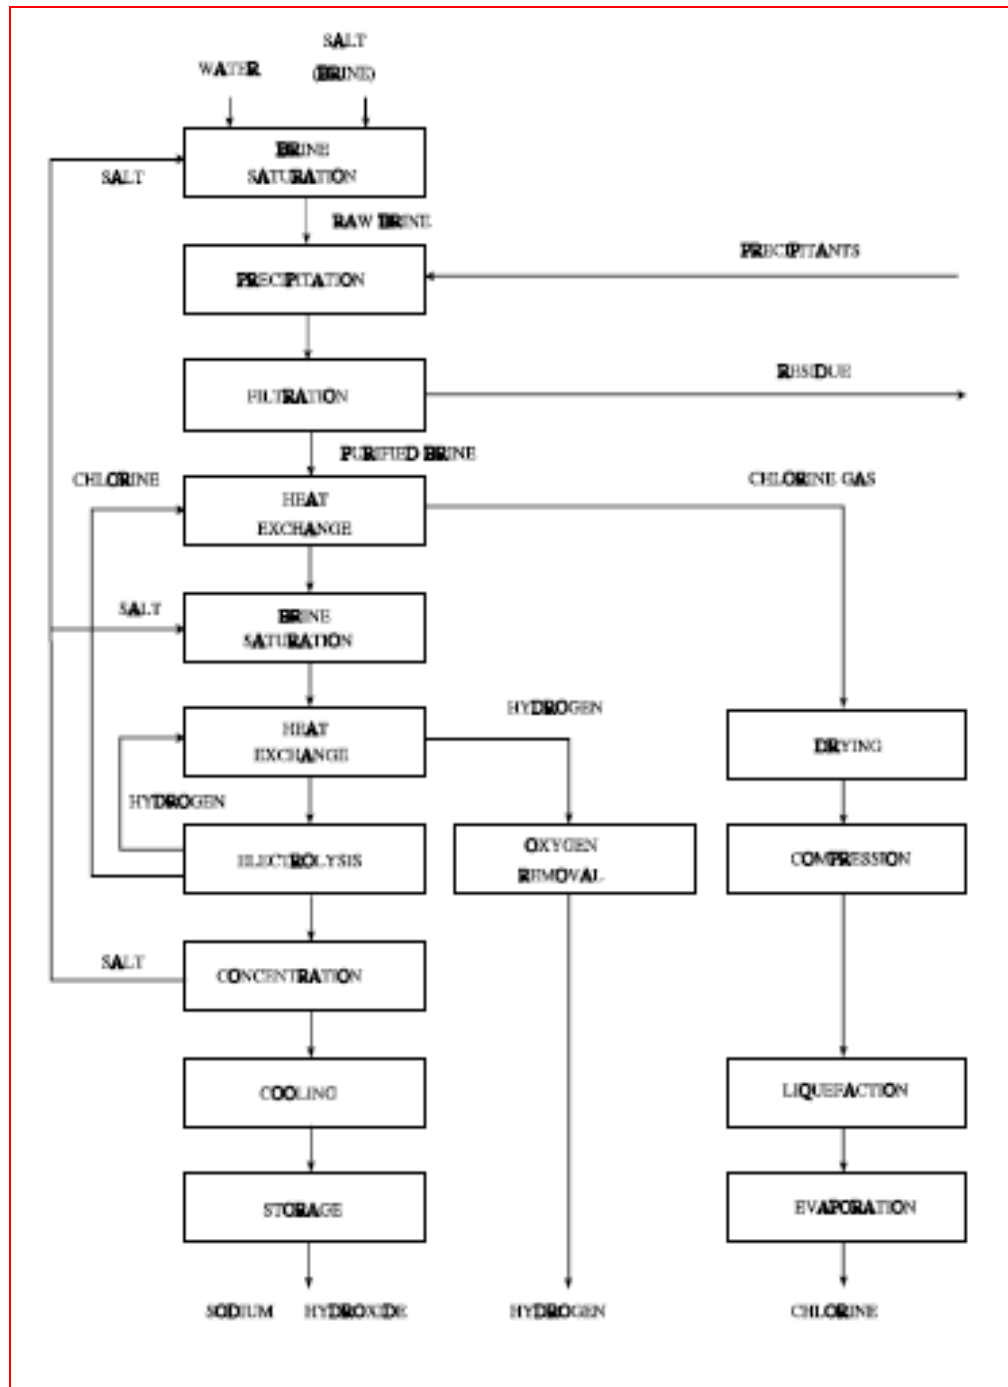 SALT
WATER
(BRINE)
BRINE
SATURATION
SALT
RAW BRINE
PRECIPITANTS
PRECIPITATION
RESIDUE
FILTRATION
PURIFIED BRINE
CHLORINE
CHLORINE GAS
HEAT
EXCHANGE
SALT
BRINE
SATURATION
HYDROGEN
HEAT
EXCHANGE
DRYING
HYDROGEN
ELECTROLYSIS
OXYGEN
REMOVAL
COMPRESSION
SALT
CONCENTRATION
COOLING
LIQUEFACTION
STORAGE
EVAPORATION
SODIUM HYDROXIDE
HYDROGEN
CHLORINE